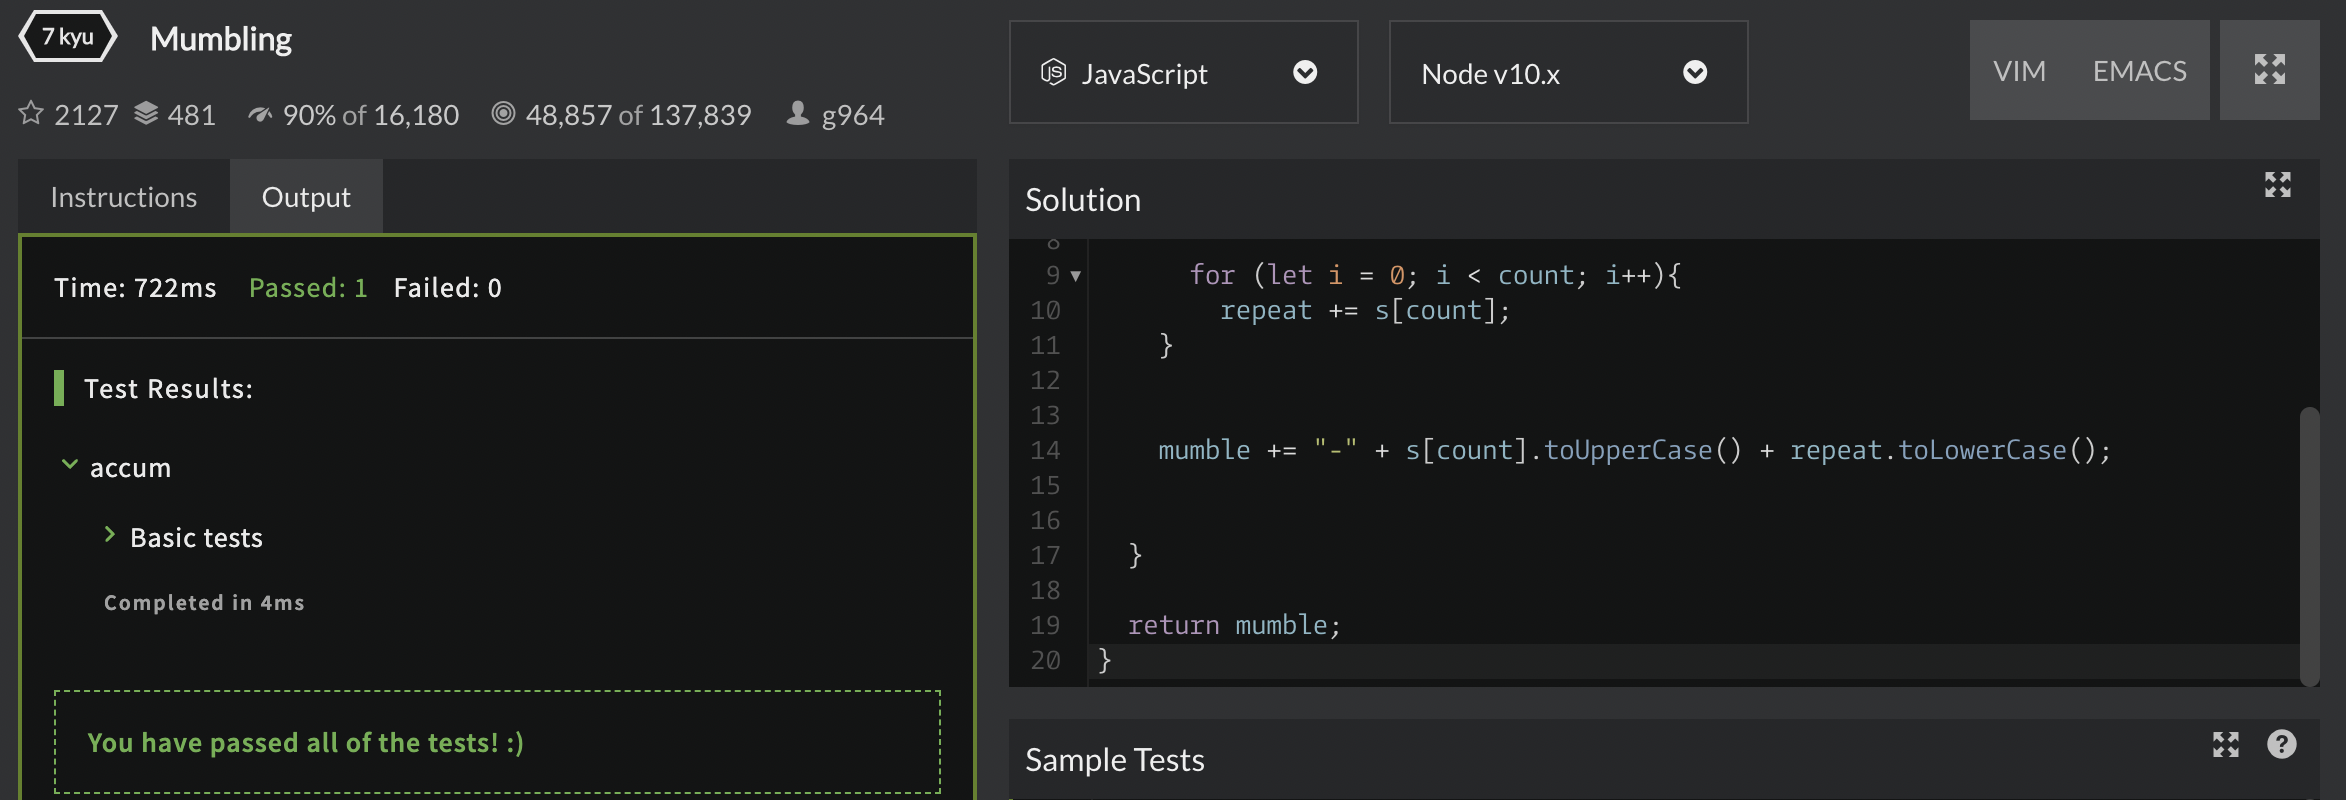 7 kyu Mumbling
2127 481 90% of 16,180 48,857 of 137,839 g964
JavaScript Node v10.x VIM EMACS
Instructions Output
Time: 722ms Passed: 1 Failed: 0
Test Results:
accum
Basic tests
Completed in 4ms
You have passed all of the tests! :)
Solution
8
9 for (let i = 0; i < count; i++){
10 repeat += s[count];
11 }
12
13
14 mumble += "-" + s[count].toUpperCase() + repeat.toLowerCase();
15
16
17 }
18
19 return mumble;
20 }
Sample Tests
?